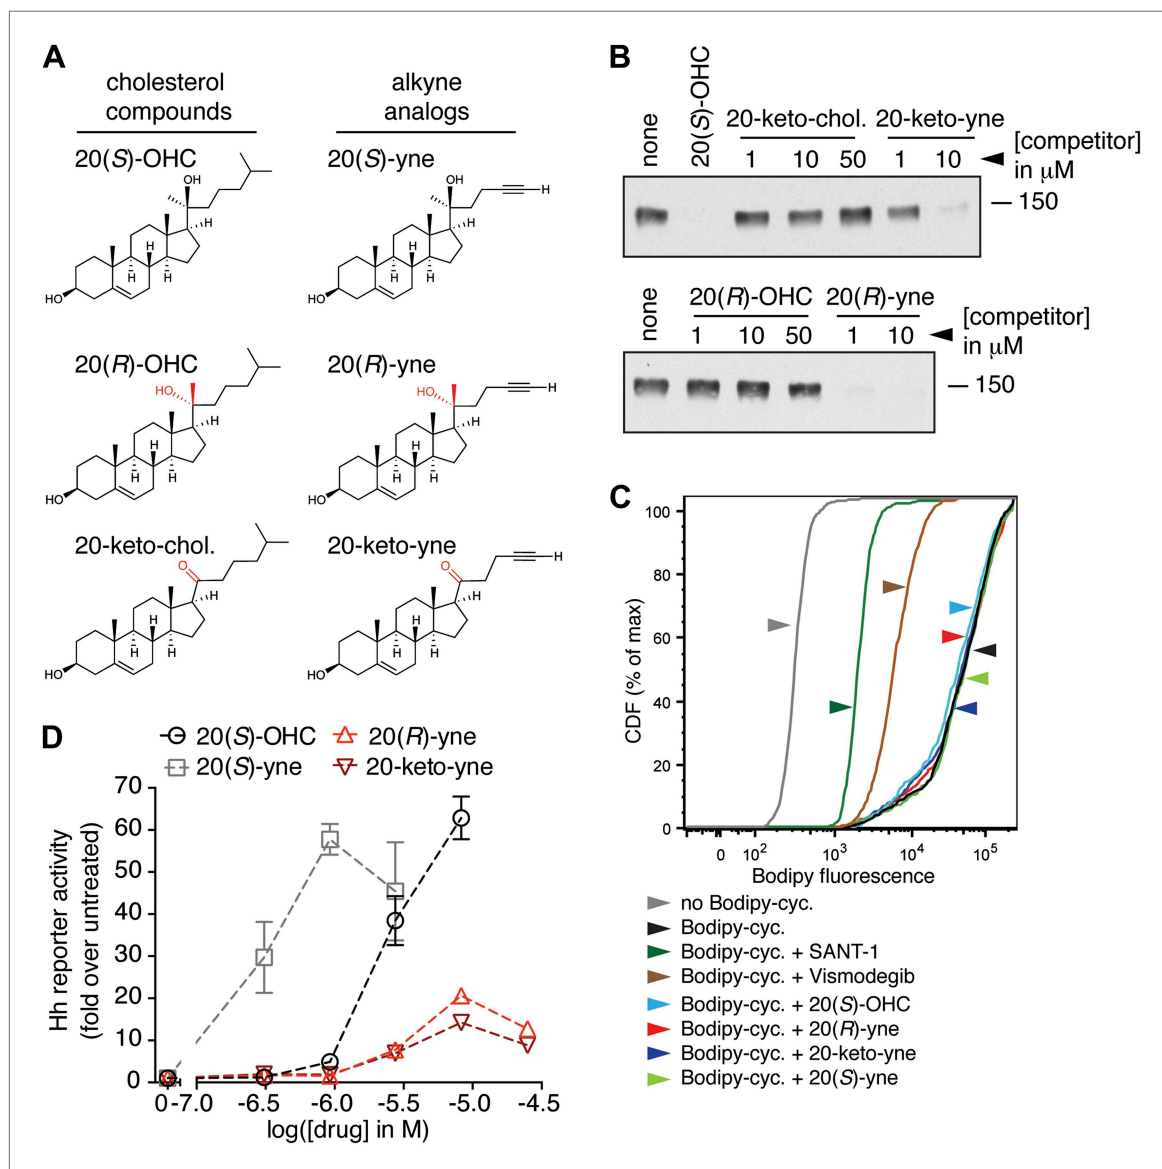 A
cholesterol
compounds
alkyne
analogs
20(S)-OHC
20(S)-yne
OH
OH
H
H
H
H
H
H
H
H
HO
HO
20(R)-OHC
20(R)-yne
HO
HO
H
H
H
H
H
H
H
H
H
HO
HO
20-keto-chol.
20-keto-yne
O
O
H
H
H
H
H
H
H
H
H
HO
HO
B
none
20(S)-OHC
20-keto-chol.
20-keto-yne
1 10 50 1 10
[competitor]
in μM
150
none
20(R)-OHC
20(R)-yne
1 10 50 1 10
[competitor]
in μM
150
C
CDF (% of max)
100
80
60
40
20
0
0 10² 10³ 10⁴ 10⁵
Bodipy fluorescence
no Bodipy-cyc.
Bodipy-cyc.
Bodipy-cyc. + SANT-1
Bodipy-cyc. + Vismodegib
Bodipy-cyc. + 20(S)-OHC
Bodipy-cyc. + 20(R)-yne
Bodipy-cyc. + 20-keto-yne
Bodipy-cyc. + 20(S)-yne
D
20(S)-OHC
20(R)-yne
20(S)-yne
20-keto-yne
Hh reporter activity
(fold over untreated)
70
60
50
40
30
20
10
0
0 -7.0 -6.5 -6.0 -5.5 -5.0 -4.5
log([drug] in M)